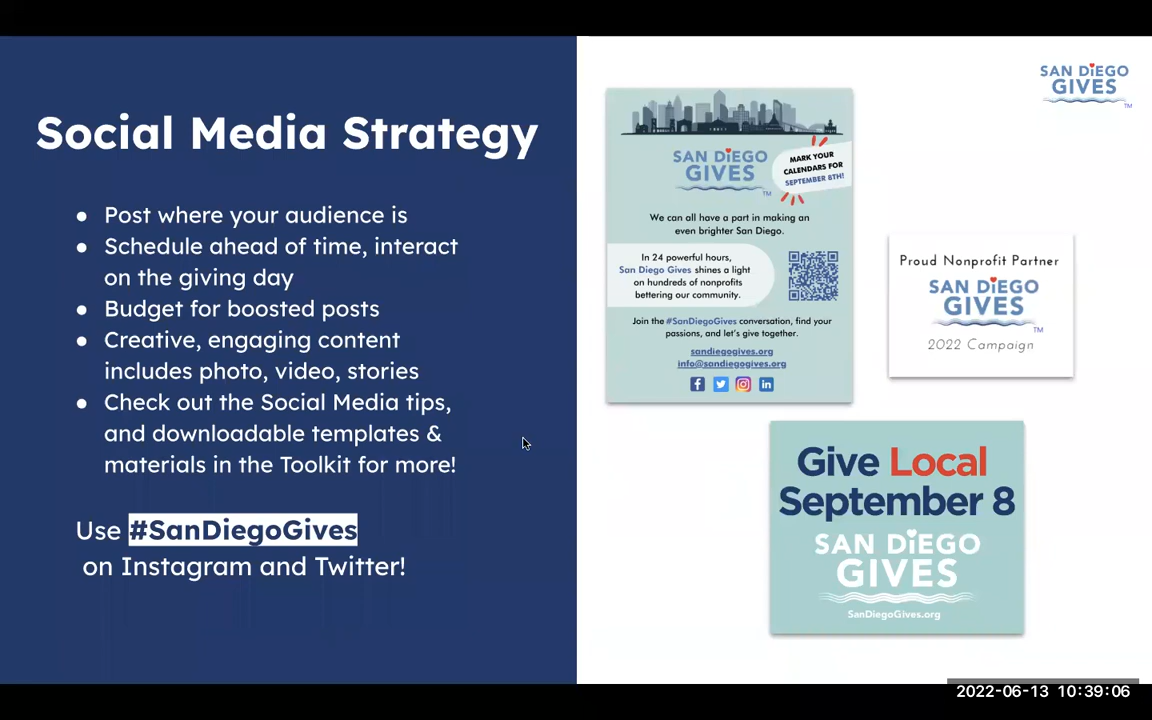 Social Media Strategy
● Post where your audience is
● Schedule ahead of time, interact
on the giving day
● Budget for boosted posts
● Creative, engaging content
includes photo, video, stories
● Check out the Social Media tips,
and downloadable templates &
materials in the Toolkit for more!
Use #SanDiegoGives
on Instagram and Twitter!
SAN DIEGO
GIVES
TM
SAN DIEGO
GIVES
TM
MARK YOUR
CALENDARS FOR
SEPTEMBER 8TH!
We can all have a part in making an
even brighter San Diego.
In 24 powerful hours,
San Diego Gives shines a light
on hundreds of nonprofits
bettering our community.
Join the #SanDiegoGives conversation, find your
passions, and let's give together.
sandiegogives.org
info@sandiegogives.org
Proud Nonprofit Partner
SAN DIEGO
GIVES
TM
2022 Campaign
Give Local
September 8
SAN DIEGO
GIVES
SanDiegoGives.org
2022-06-13 10:39:06